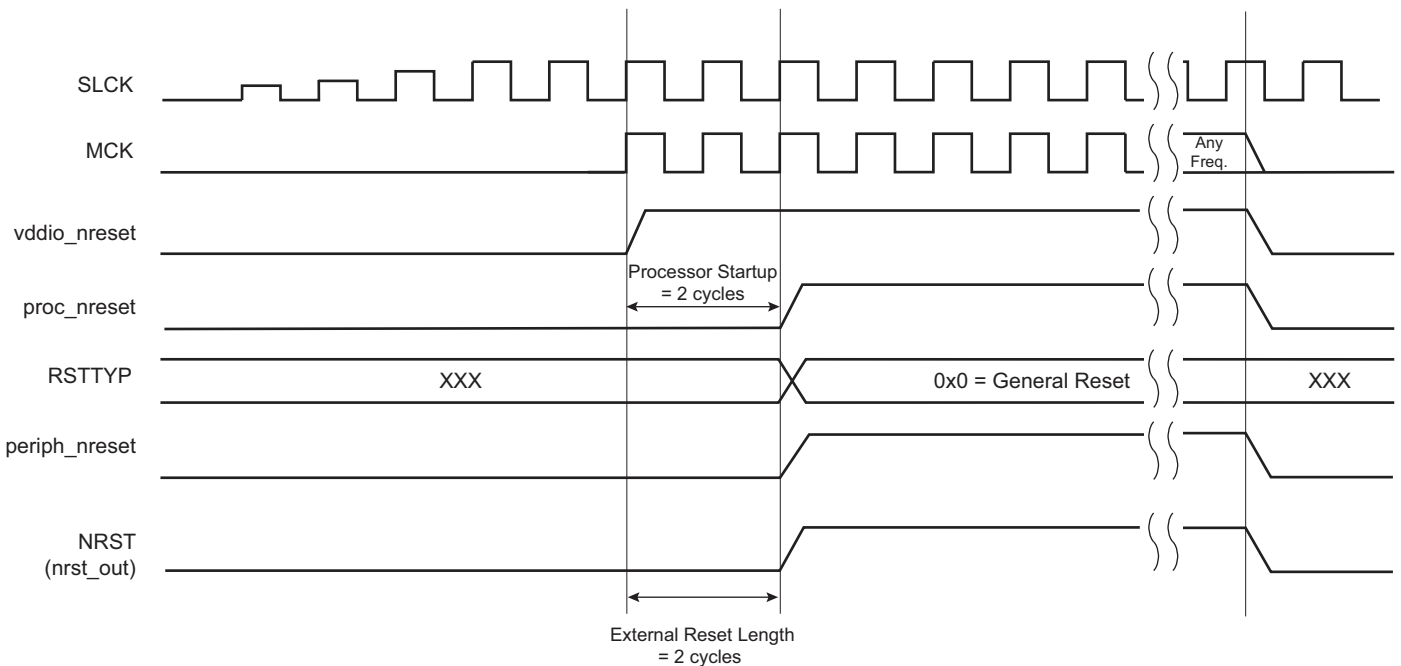 SLCK
MCK
Any
Freq.
vddio_nreset
Processor Startup
= 2 cycles
proc_nreset
RSTTYP
XXX
0x0 = General Reset
XXX
periph_nreset
NRST
(nrst_out)
External Reset Length
= 2 cycles